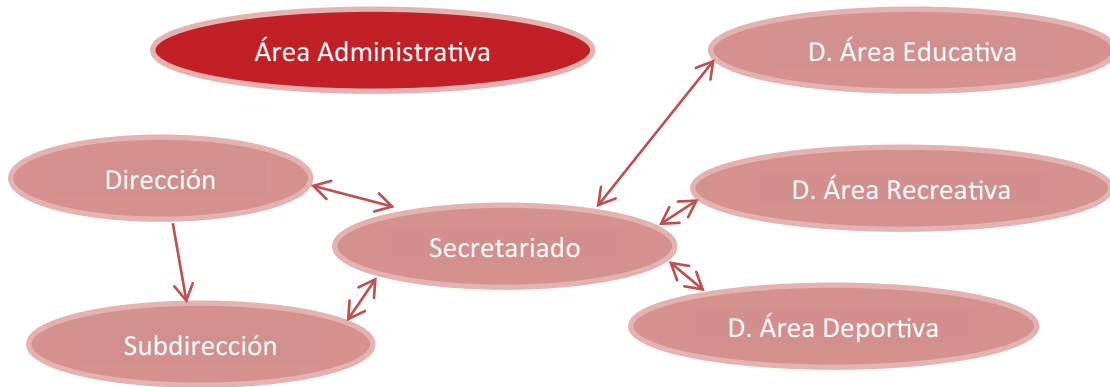 Área Administrativa
D. Área Educativa
Dirección
D. Área Recreativa
Secretariado
D. Área Deportiva
Subdirección